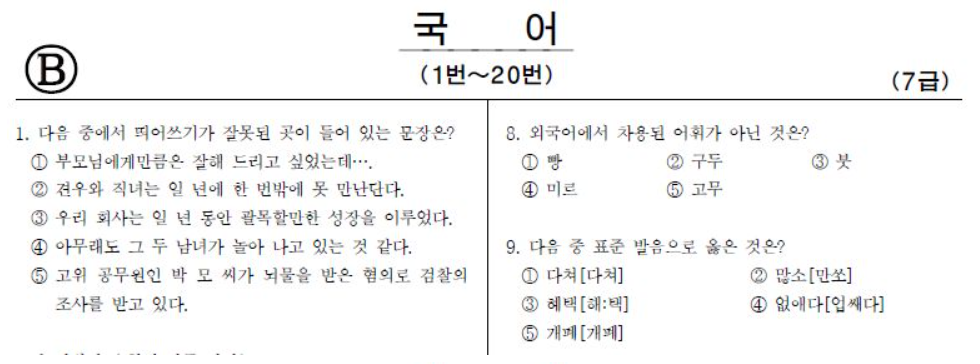 국 어
Ⓑ
(1번～20번)
(7급)
1. 다음 중에서 띄어쓰기가 잘못된 곳이 들어 있는 문장은?
① 부모님에게만큼은 잘해 드리고 싶었는데….
② 견우와 직녀는 일 년에 한 번밖에 못 만난단다.
③ 우리 회사는 일 년 동안 괄목할만한 성장을 이루었다.
④ 아무래도 그 두 남녀가 놀아 나고 있는 것 같다.
⑤ 고위 공무원인 박 모 씨가 뇌물을 받은 혐의로 검찰의
조사를 받고 있다.
8. 외국어에서 차용된 어휘가 아닌 것은?
① 빵 ② 구두 ③ 붓
④ 미르 ⑤ 고무
9. 다음 중 표준 발음으로 옳은 것은?
① 다쳐[다쳐] ② 많소[만쏘]
③ 혜택[해:택] ④ 없애다[업쌔다]
⑤ 개폐[개페]